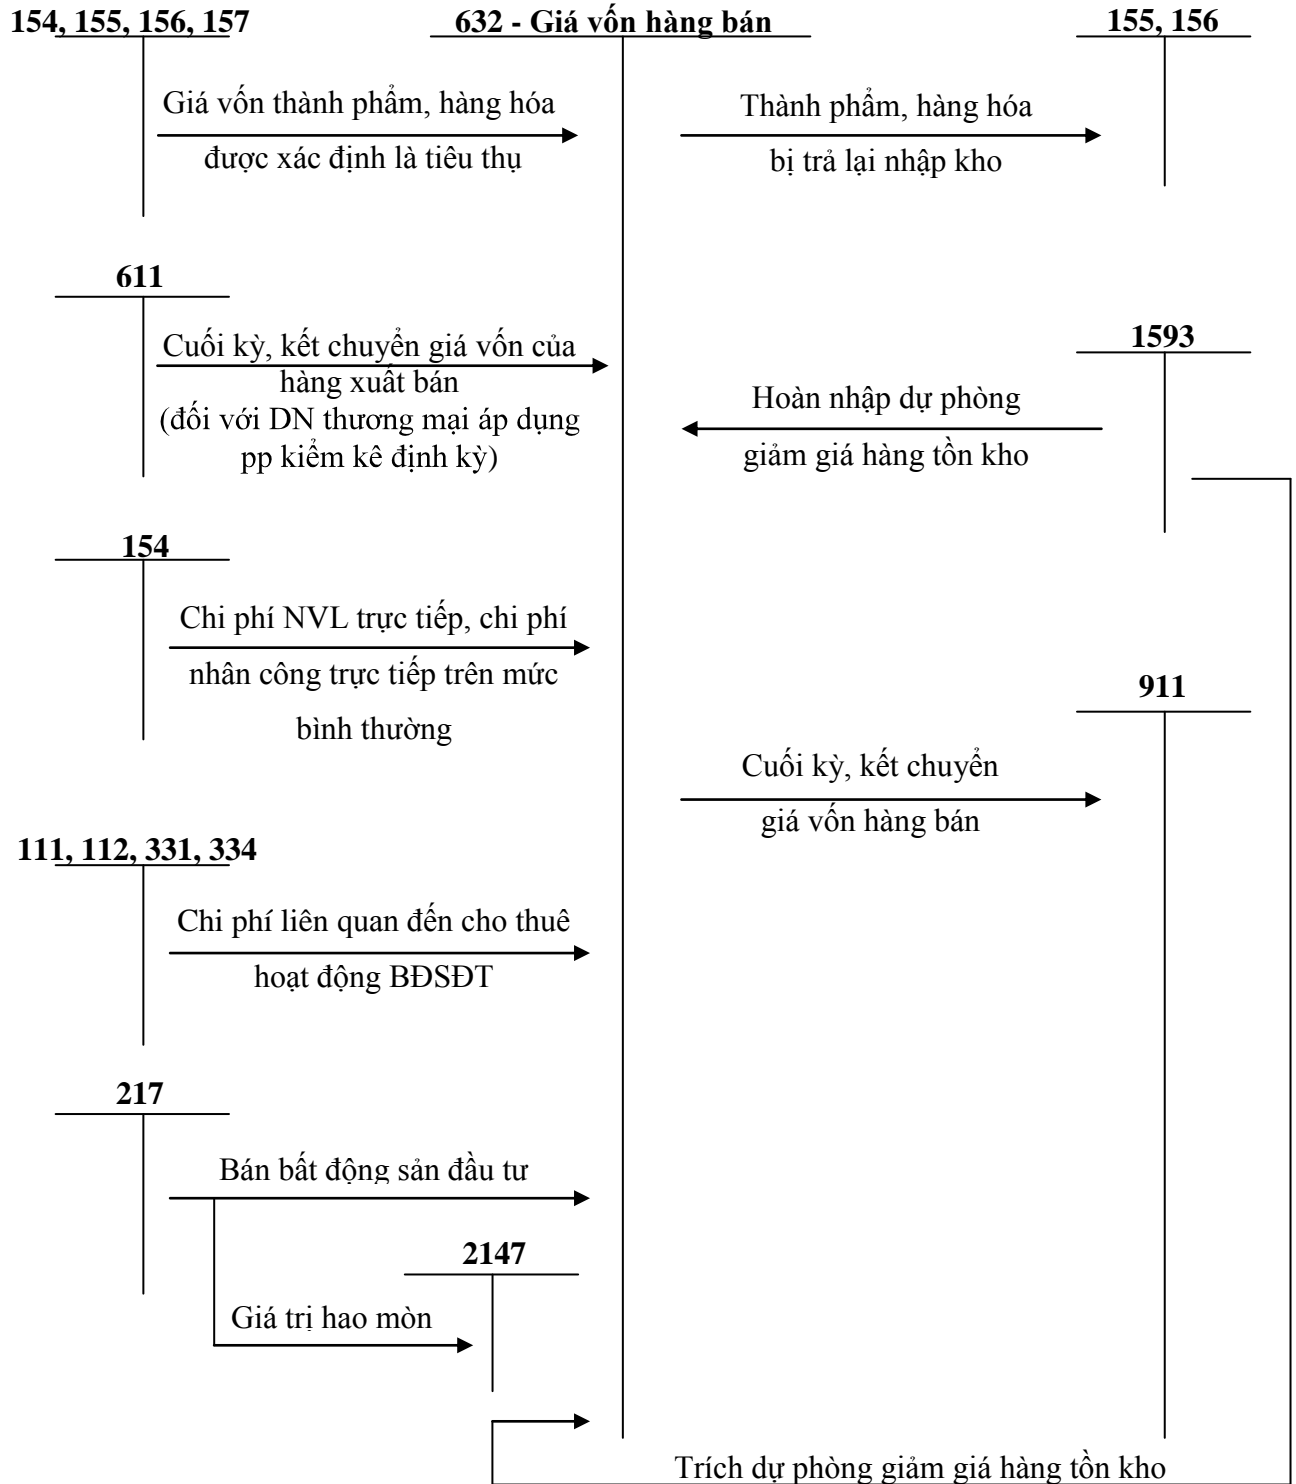 154, 155, 156, 157
632 - Giá vốn hàng bán
155, 156
Giá vốn thành phẩm, hàng hóa
được xác định là tiêu thụ
Thành phẩm, hàng hóa
bị trả lại nhập kho
611
Cuối kỳ, kết chuyển giá vốn của
hàng xuất bán
(đối với DN thương mại áp dụng
pp kiểm kê định kỳ)
1593
Hoàn nhập dự phòng
giảm giá hàng tồn kho
154
Chi phí NVL trực tiếp, chi phí
nhân công trực tiếp trên mức
bình thường
911
Cuối kỳ, kết chuyển
giá vốn hàng bán
111, 112, 331, 334
Chi phí liên quan đến cho thuê
hoạt động BĐSĐT
217
Bán bất động sản đầu tư
2147
Giá trị hao mòn
Trích dự phòng giảm giá hàng tồn kho